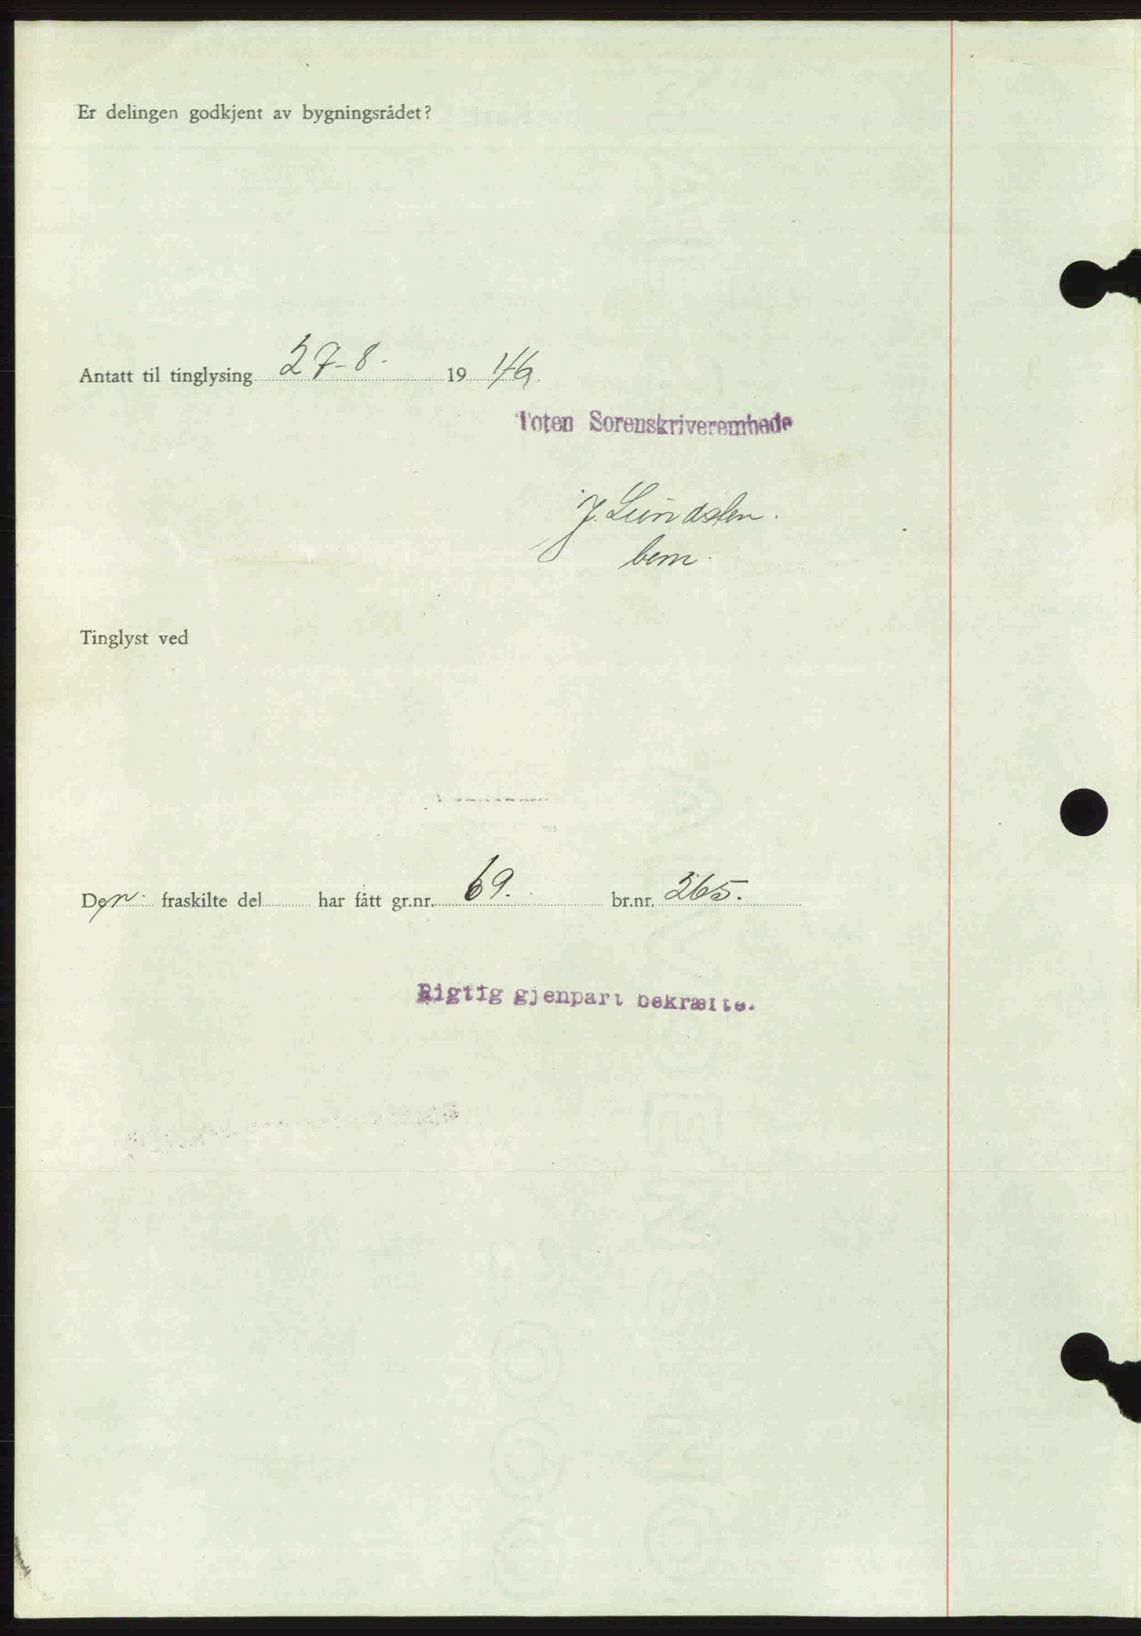 Er delingen godkjent av bygningsrådet?
Antatt til tinglysing 27-8. 1946.
Toten Sorenskriverembede
J. Lundsten.
bem.
Tinglyst ved
Den fraskilte del har fått gr.nr. 69. br.nr. 265.
Rigtig gjenpart bekræfte.